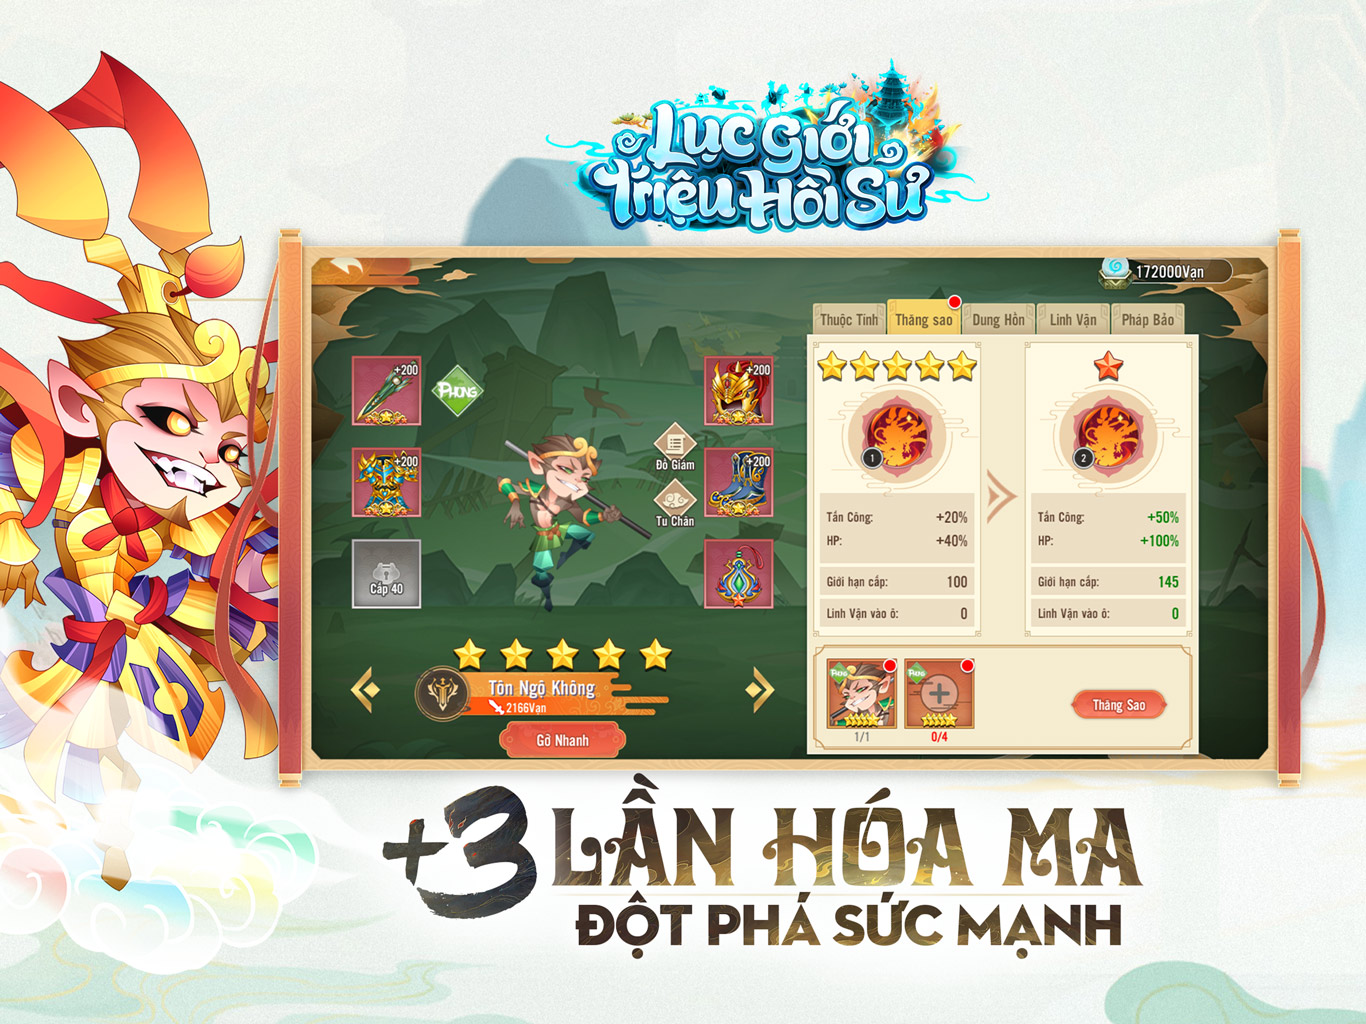 Lục Giới
Triệu Hồi Sư
172000Vạn
Thuộc Tính
Thăng sao
Dung Hồn
Linh Vận
Pháp Bảo
+200
PHONG
+200
+200
+200
Cấp 40
Đồ Giám
Tu Chân
1
Tấn Công: +20%
HP: +40%
Giới hạn cấp: 100
Linh Vận vào ô: 0
2
Tấn Công: +50%
HP: +100%
Giới hạn cấp: 145
Linh Vận vào ô: 0
Tôn Ngộ Không
2166Vạn
Gỡ Nhanh
PHONG
1/1
PHONG
0/4
Thăng Sao
+3 LẦN HÓA MA
ĐỘT PHÁ SỨC MẠNH